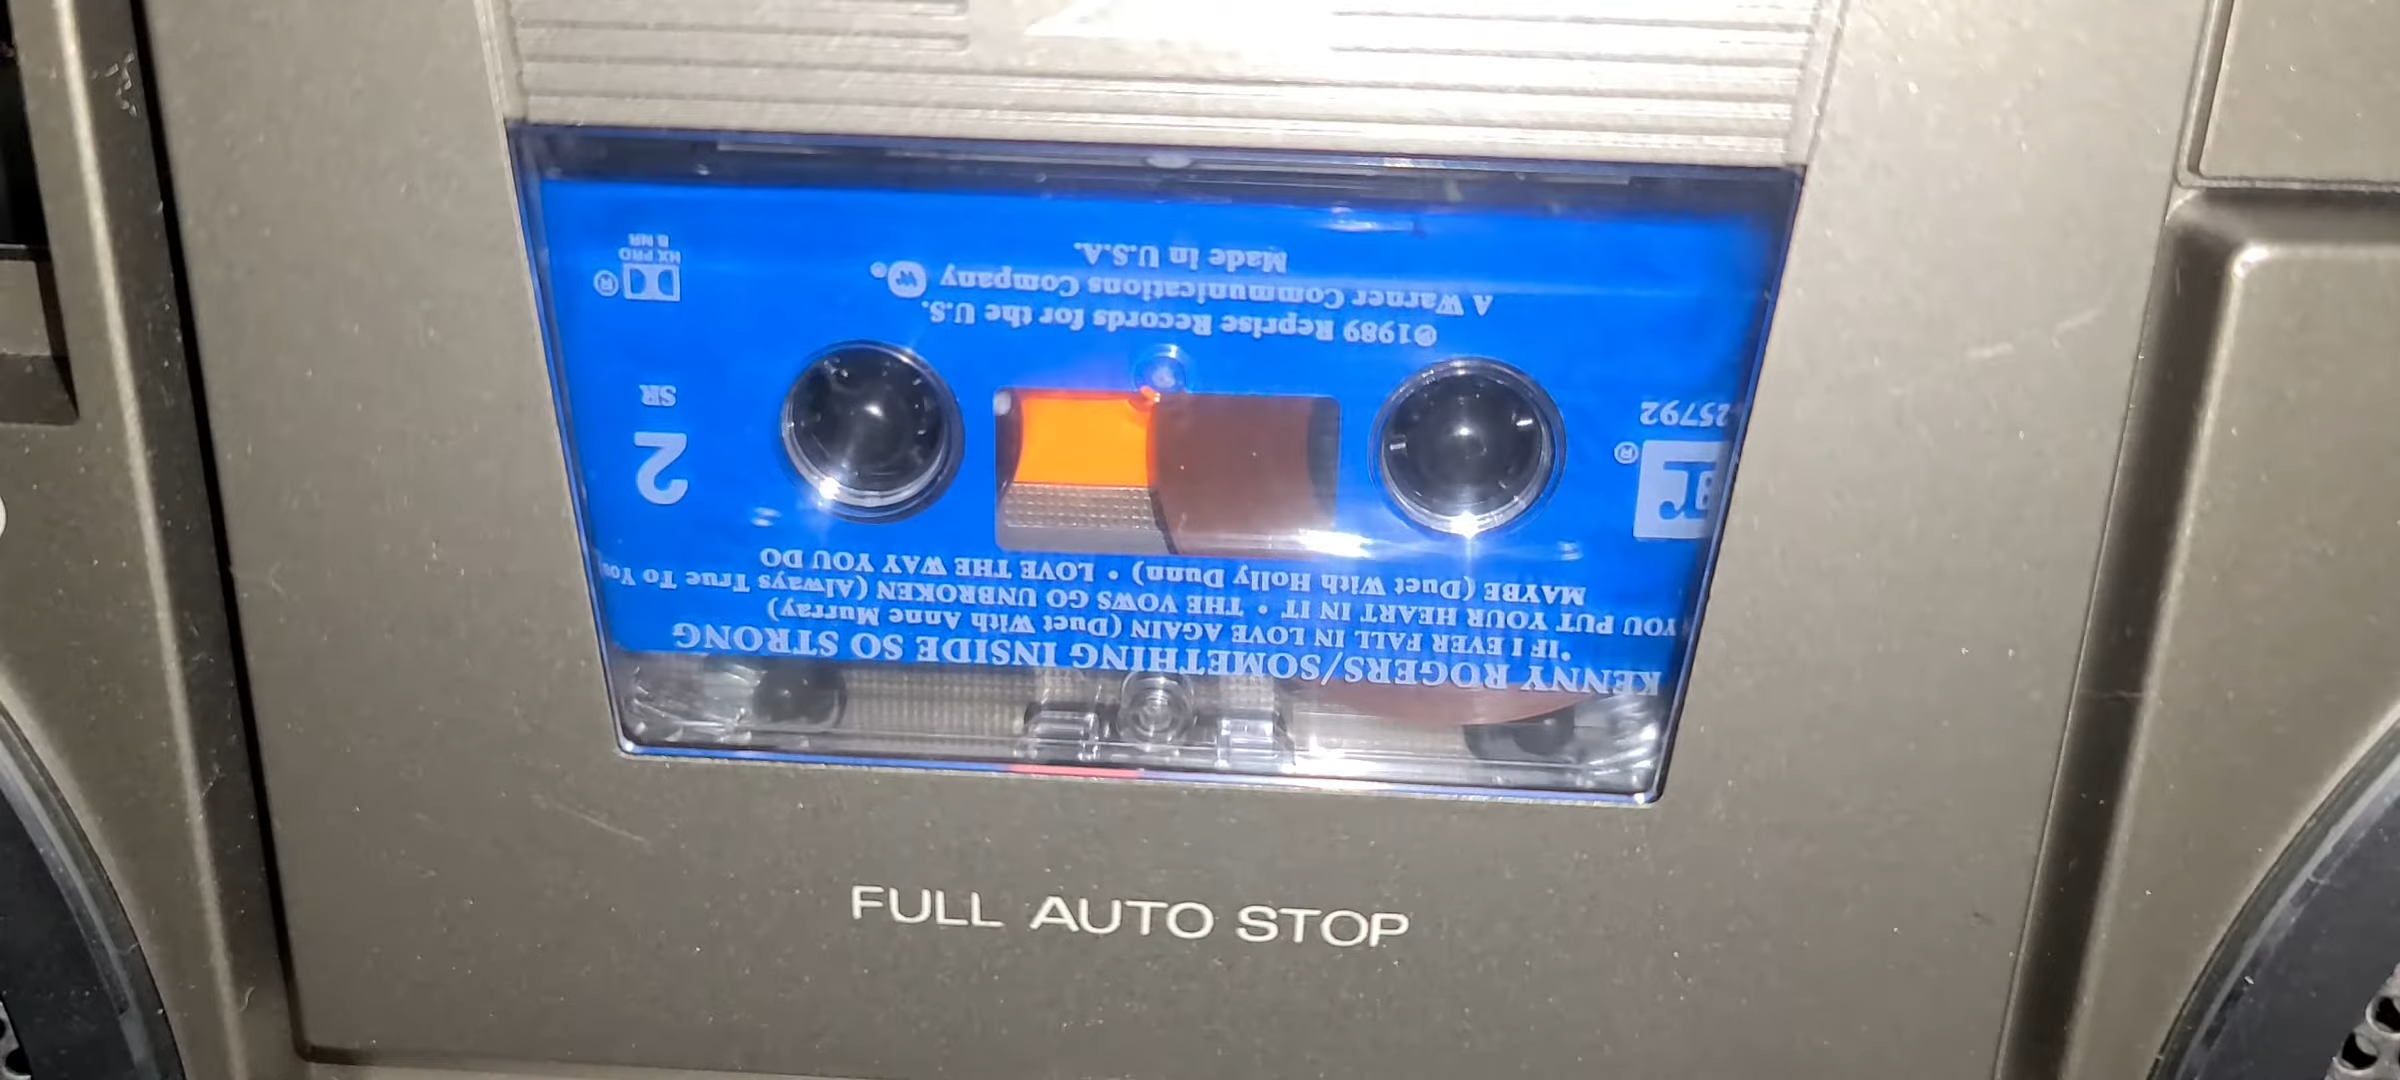 KENNY ROGERS/SOMETHING INSIDE SO STRONG
*IF I EVER FALL IN LOVE AGAIN (Duet With Anne Murray)
YOU PUT YOUR HEART IN IT • THE VOWS GO UNBROKEN (Always True To You
MAYBE (Duet With Holly Dunn) • LOVE THE WAY YOU DO
®
25792
2
SR
℗1989 Reprise Records for the U.S.
A Warner Communications Company
Made in U.S.A.
®
HX PRO
B NR
FULL AUTO STOP